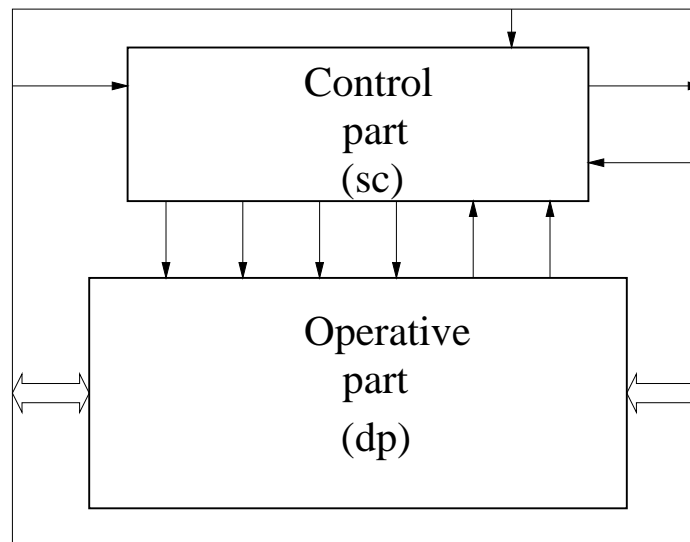 Control
part
(sc)
Operative
part
(dp)